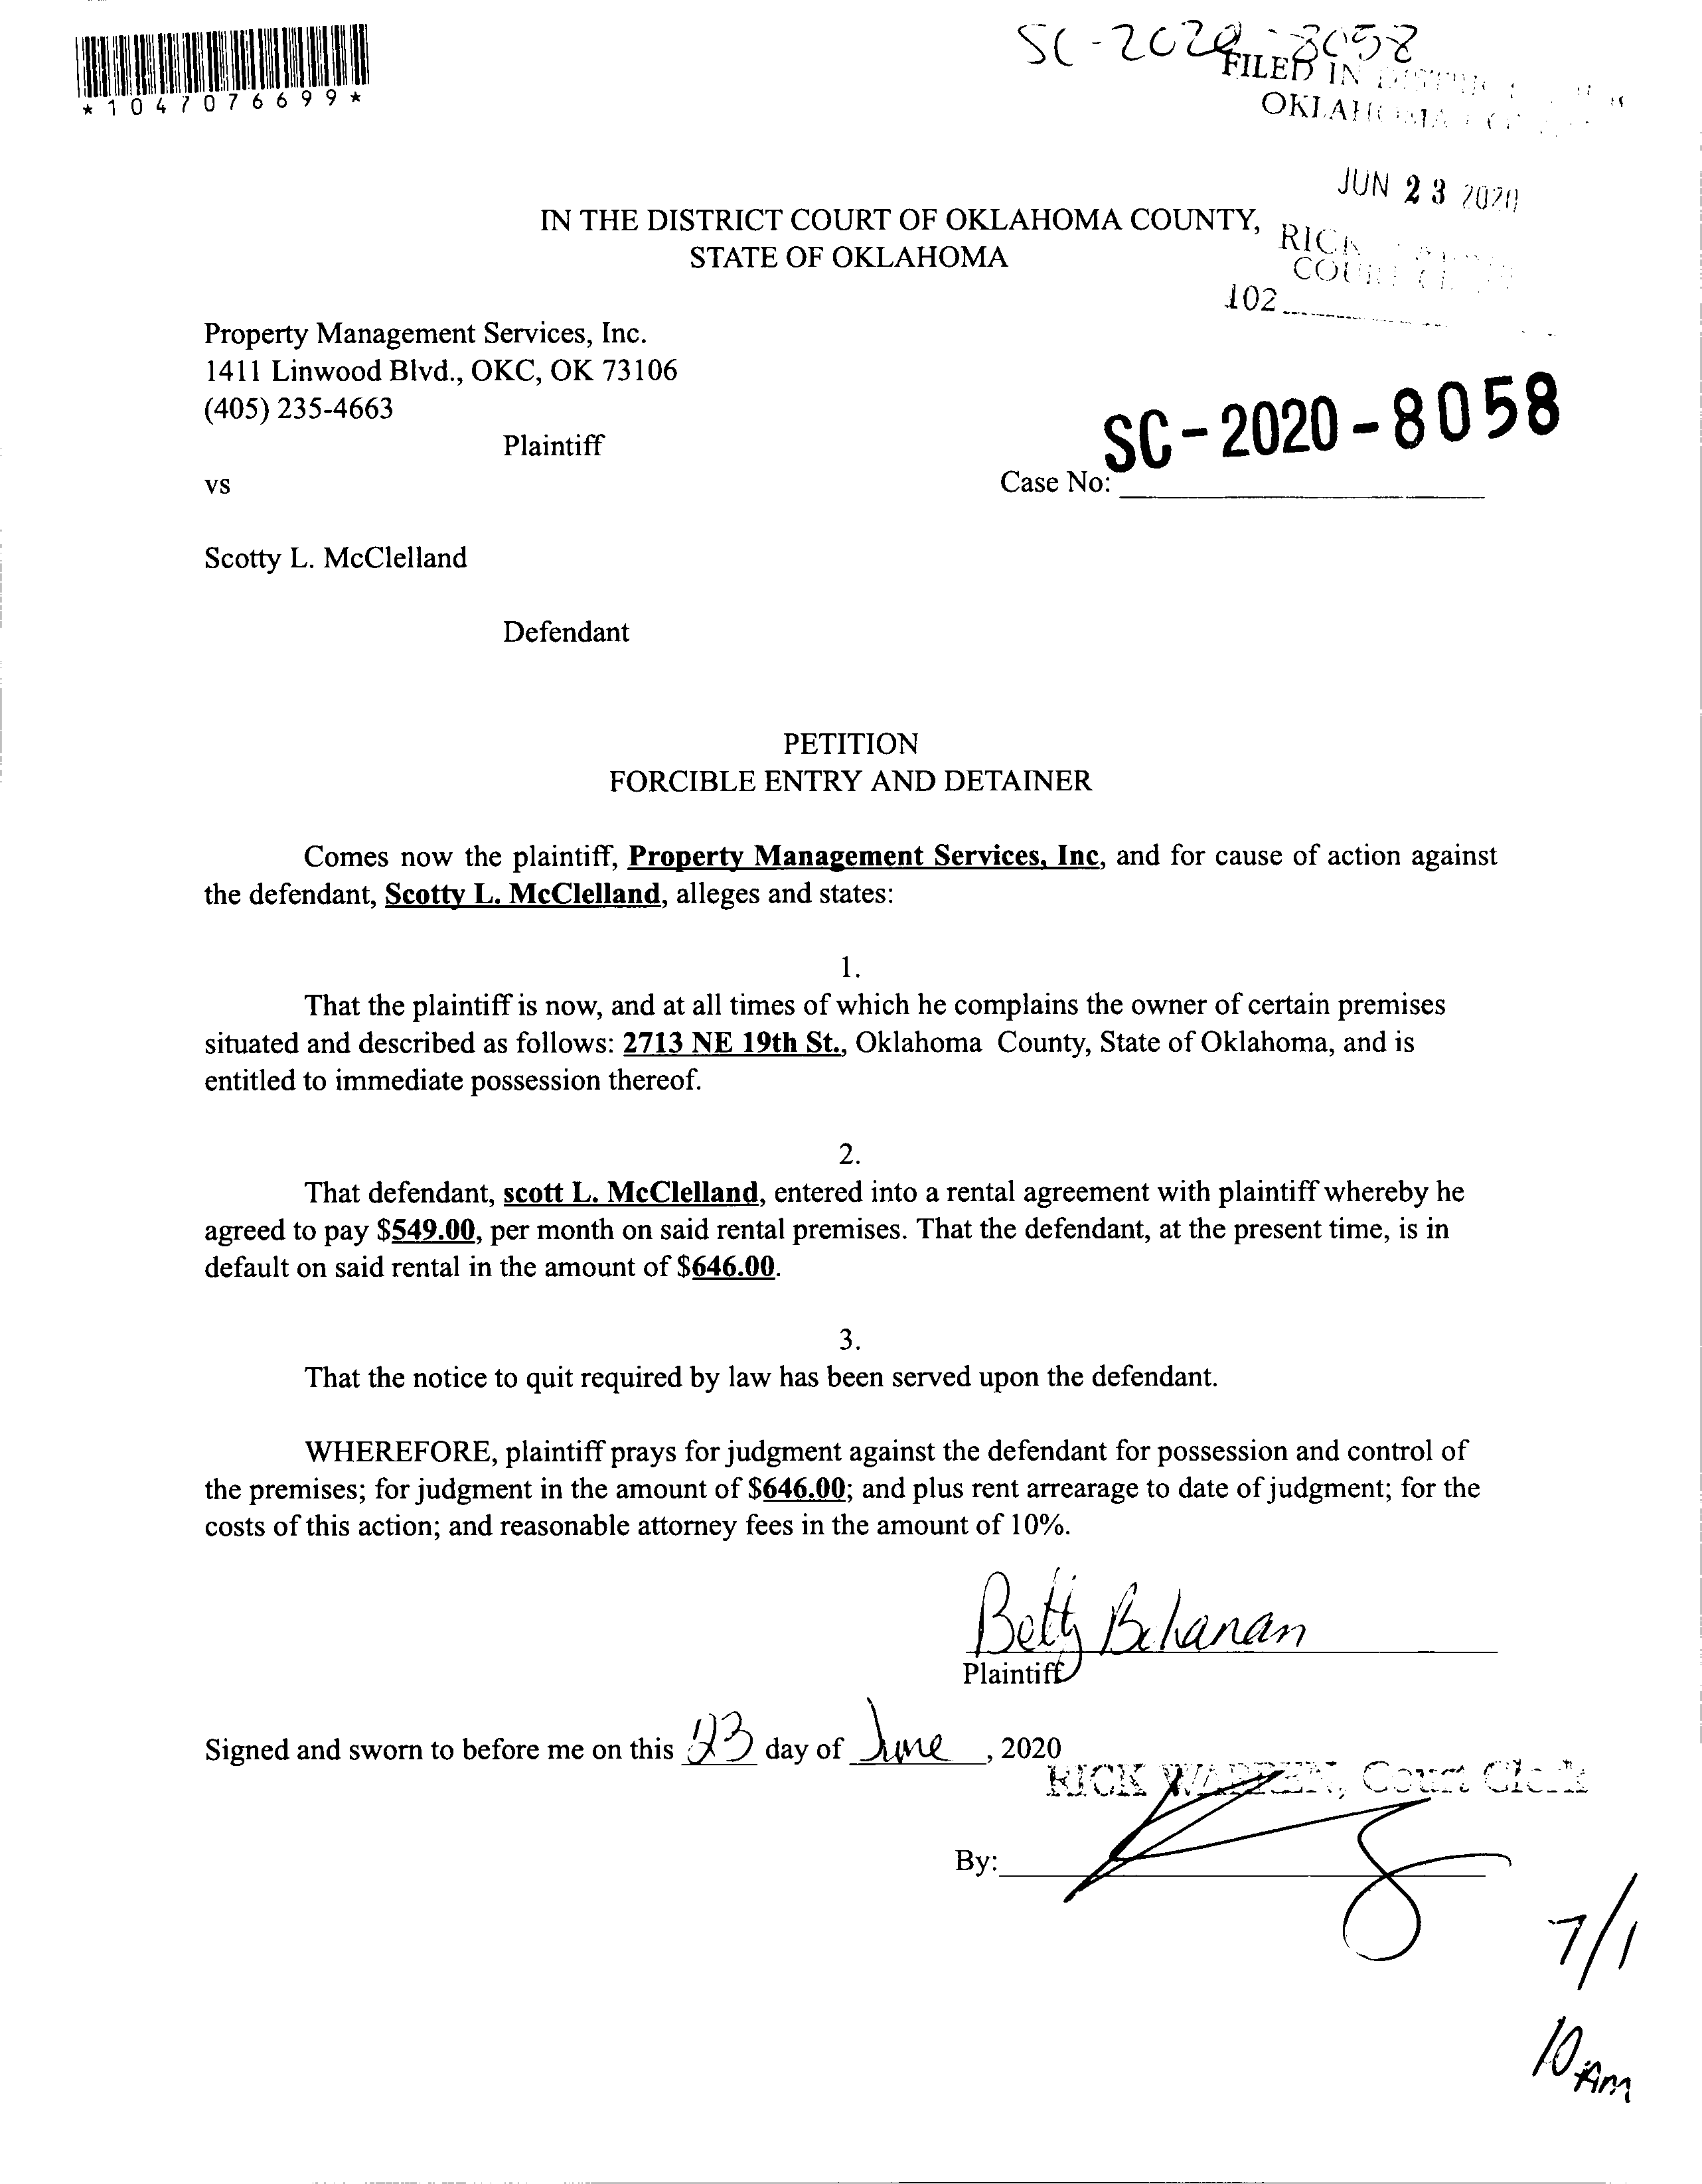 SC-2020-8058
*1047076699*
FILED IN DISTRICT
OKLAHOMA
JUN 23 2020
IN THE DISTRICT COURT OF OKLAHOMA COUNTY,
STATE OF OKLAHOMA
RICK
COURT
102
Property Management Services, Inc.
1411 Linwood Blvd., OKC, OK 73106
(405) 235-4663
Plaintiff
SC-2020-8058
vs
Case No:
Scotty L. McClelland
Defendant
PETITION
FORCIBLE ENTRY AND DETAINER
Comes now the plaintiff, Property Management Services, Inc, and for cause of action against
the defendant, Scotty L. McClelland, alleges and states:
1.
That the plaintiff is now, and at all times of which he complains the owner of certain premises
situated and described as follows: 2713 NE 19th St., Oklahoma County, State of Oklahoma, and is
entitled to immediate possession thereof.
2.
That defendant, scott L. McClelland, entered into a rental agreement with plaintiff whereby he
agreed to pay $549.00, per month on said rental premises. That the defendant, at the present time, is in
default on said rental in the amount of $646.00.
3.
That the notice to quit required by law has been served upon the defendant.
WHEREFORE, plaintiff prays for judgment against the defendant for possession and control of
the premises; for judgment in the amount of $646.00; and plus rent arrearage to date of judgment; for the
costs of this action; and reasonable attorney fees in the amount of 10%.
Betty Bohanan
Plaintiff
Signed and sworn to before me on this 23 day of June, 2020
RICK WARREN, Court Clerk
By:
7/1
10 Am